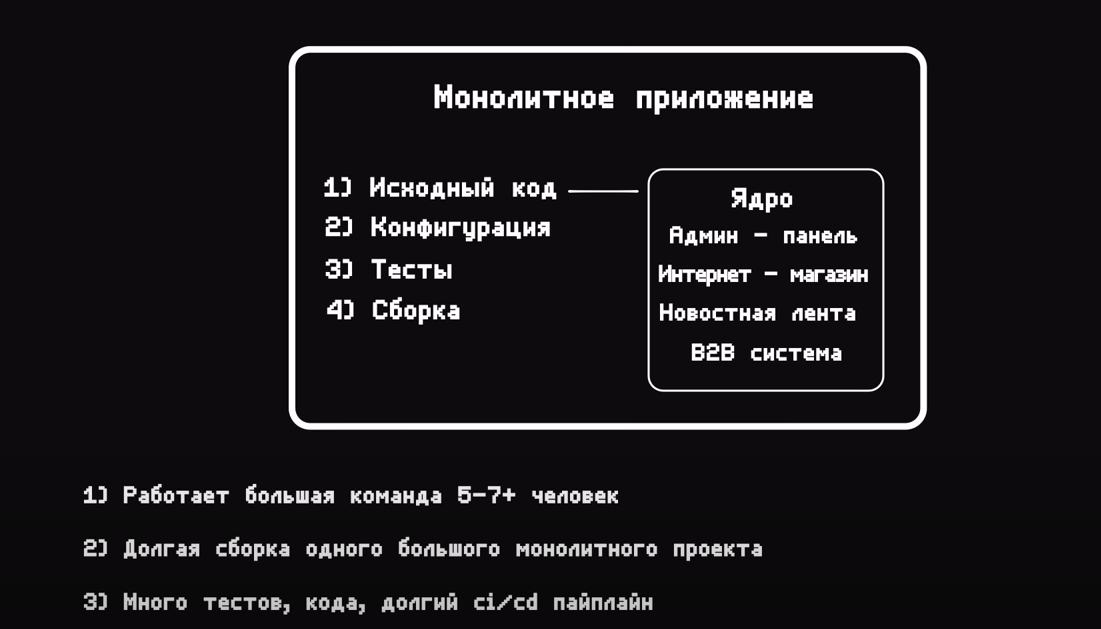 Монолитное приложение
1) Исходный код
2) Конфигурация
3) Тесты
4) Сборка
Ядро
Админ - панель
Интернет - магазин
Новостная лента
B2B система
1) Работает большая команда 5-7+ человек
2) Долгая сборка одного большого монолитного проекта
3) Много тестов, кода, долгий ci/cd пайплайн